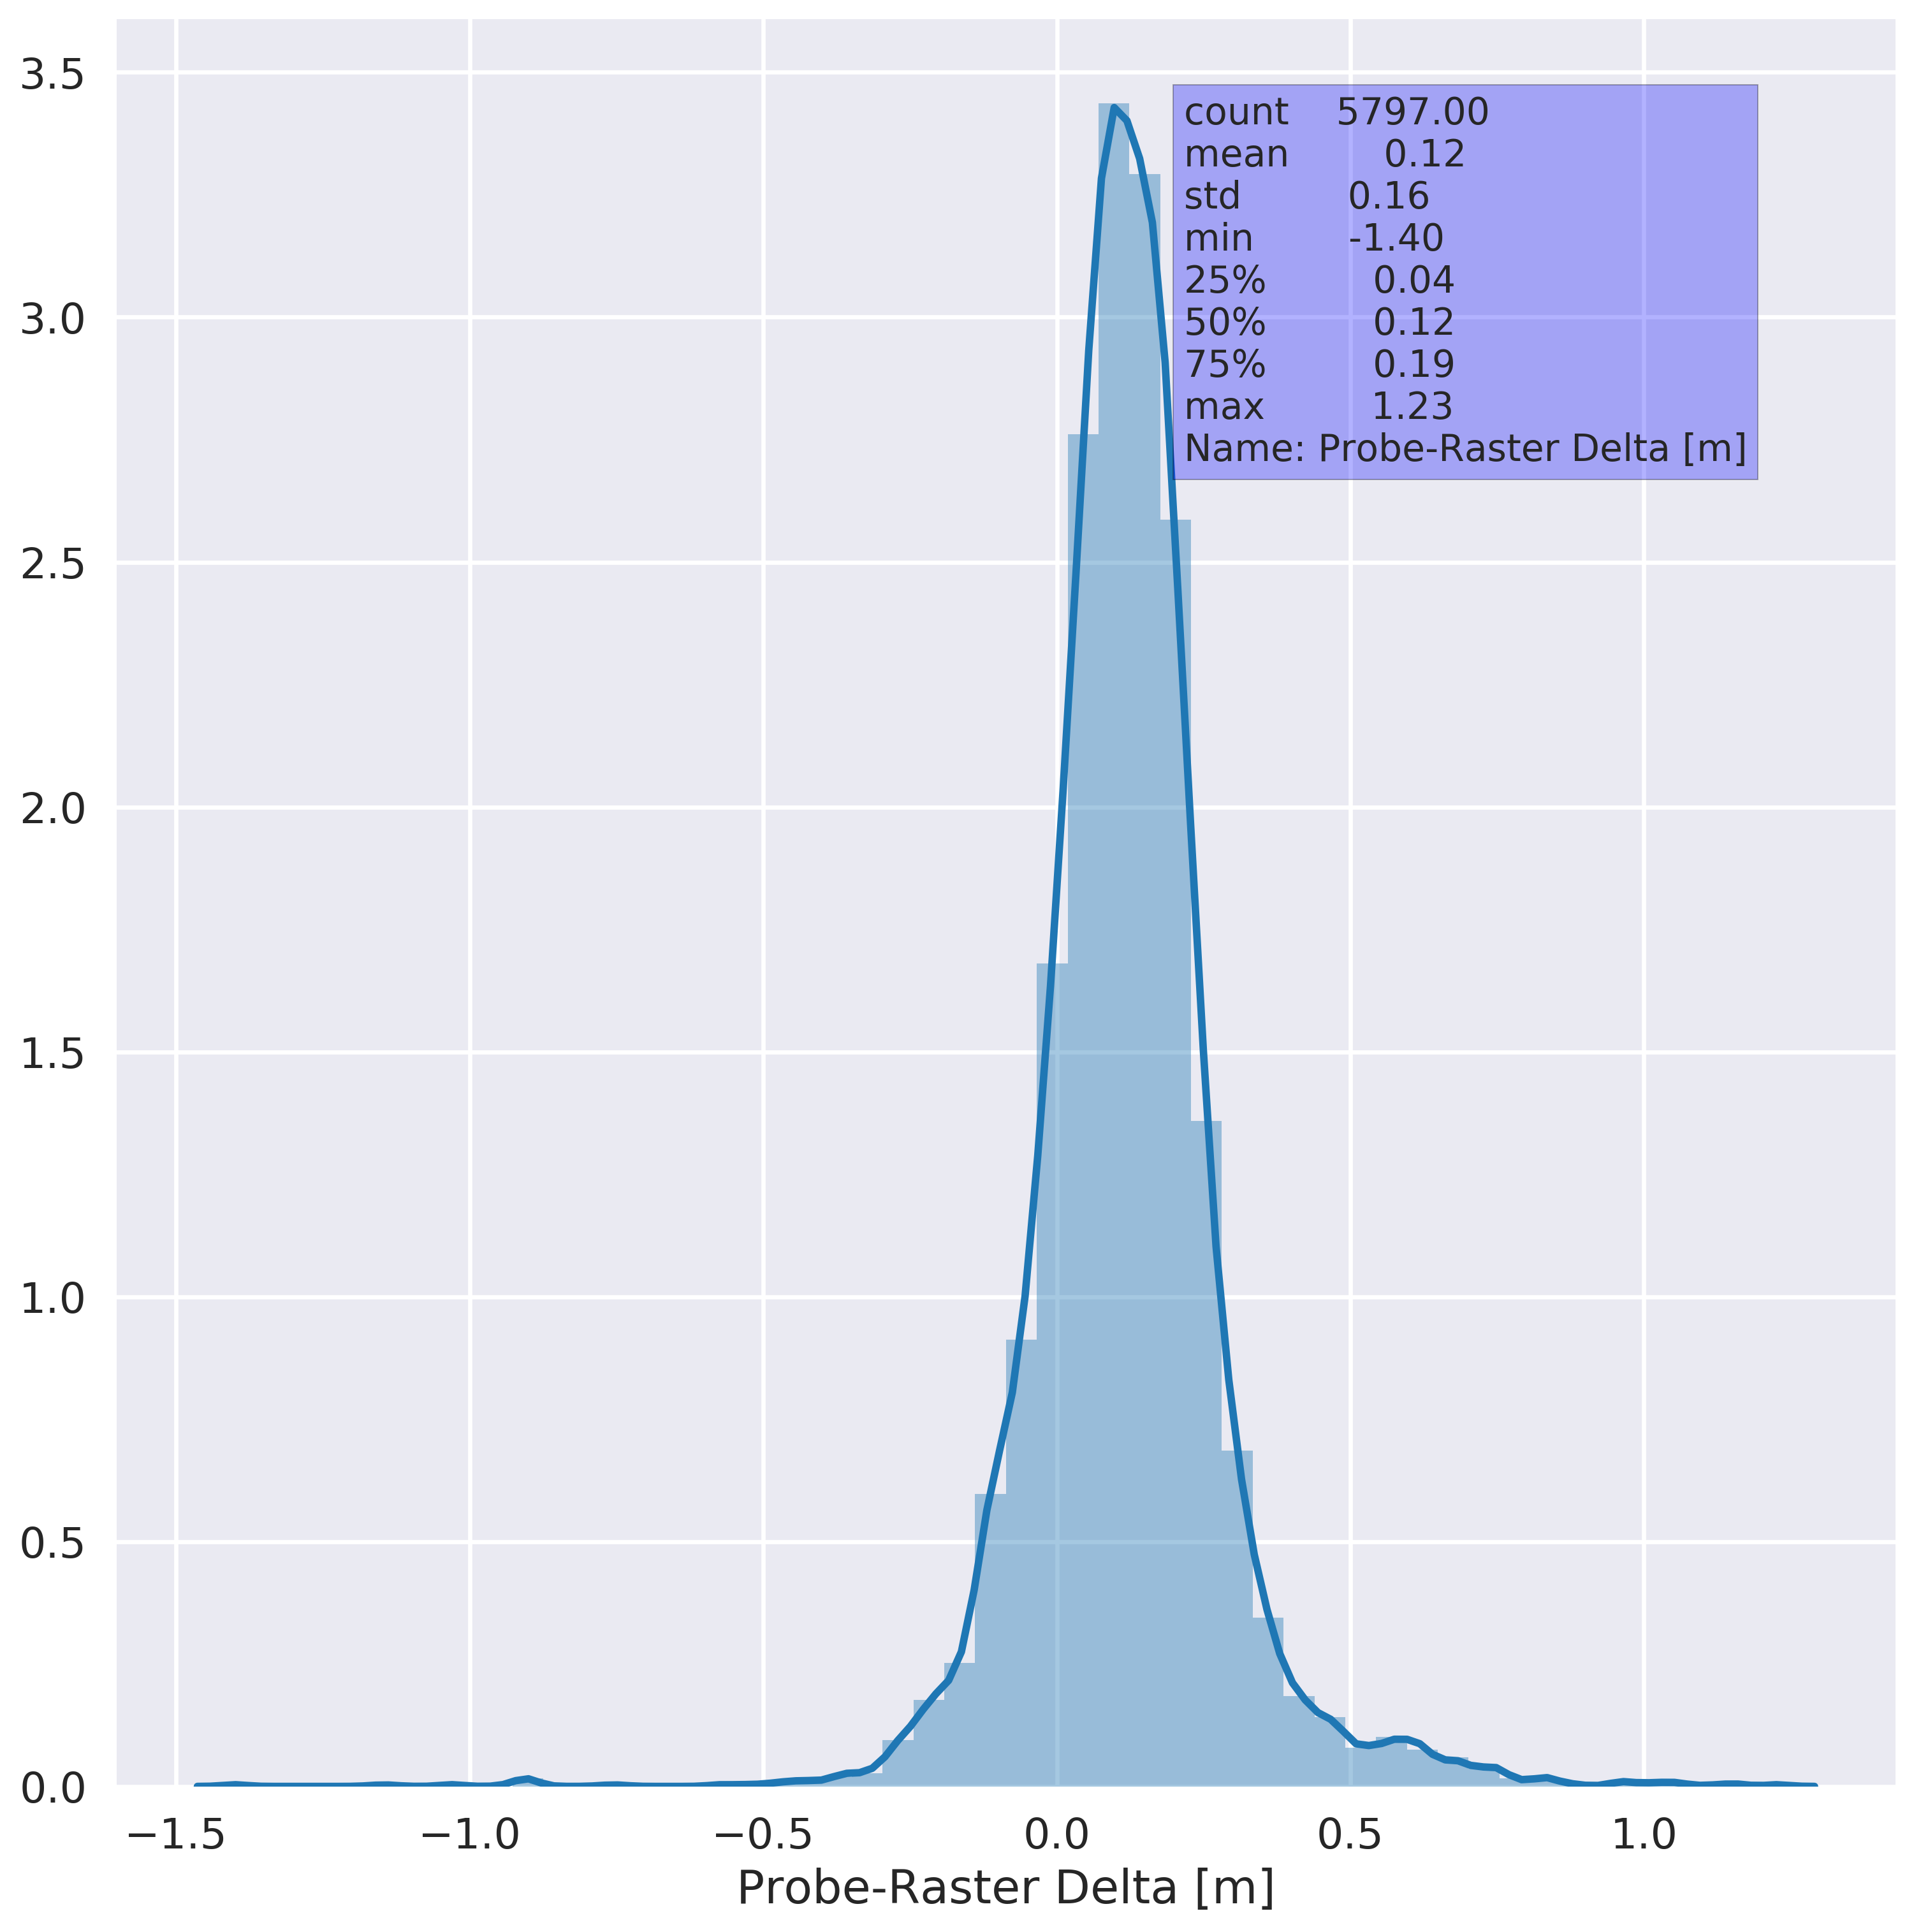 3.5
3.0
2.5
2.0
1.5
1.0
0.5
0.0
count 5797.00
mean 0.12
std 0.16
min -1.40
25% 0.04
50% 0.12
75% 0.19
max 1.23
Name: Probe-Raster Delta [m]
−1.5 −1.0 −0.5 0.0 0.5 1.0
Probe-Raster Delta [m]